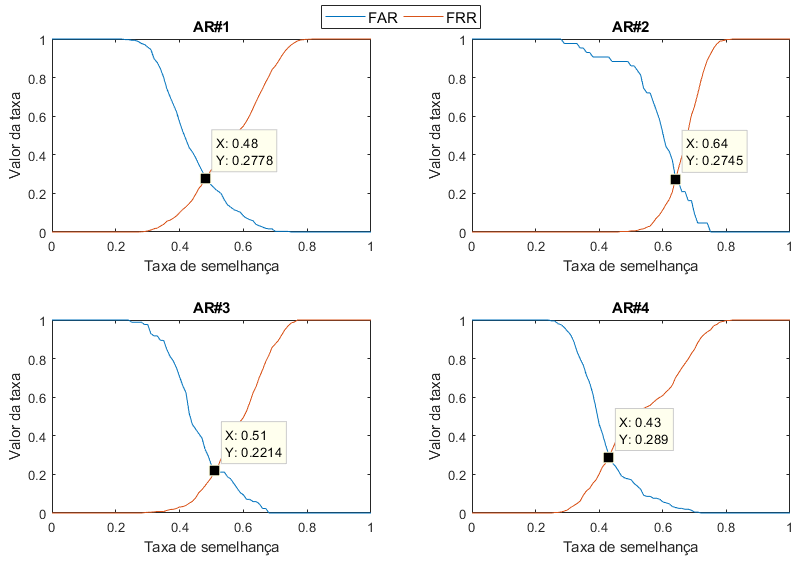 FAR FRR
AR#1
1
0.8
0.6
0.4
0.2
0
Valor da taxa
X: 0.48
Y: 0.2778
0 0.2 0.4 0.6 0.8 1
Taxa de semelhança
AR#2
1
0.8
0.6
0.4
0.2
0
Valor da taxa
X: 0.64
Y: 0.2745
0 0.2 0.4 0.6 0.8 1
Taxa de semelhança
AR#3
1
0.8
0.6
0.4
0.2
0
Valor da taxa
X: 0.51
Y: 0.2214
0 0.2 0.4 0.6 0.8 1
Taxa de semelhança
AR#4
1
0.8
0.6
0.4
0.2
0
Valor da taxa
X: 0.43
Y: 0.289
0 0.2 0.4 0.6 0.8 1
Taxa de semelhança